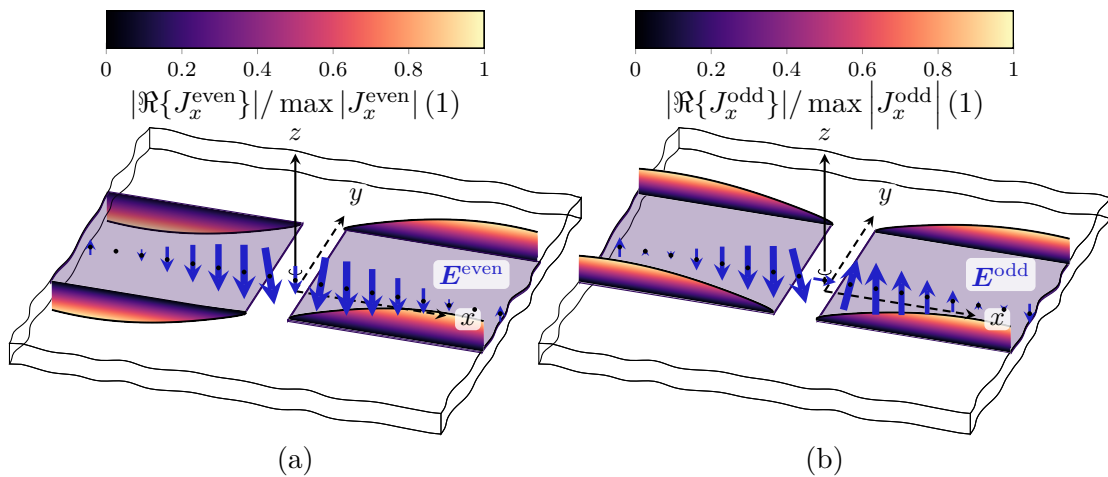 0 0.2 0.4 0.6 0.8 1
|ℜ{J_x^even}|/ max |J_x^even| (1)
z
y
E^even
x
(a)
0 0.2 0.4 0.6 0.8 1
|ℜ{J_x^odd}|/ max |J_x^odd| (1)
z
y
E^odd
x
(b)